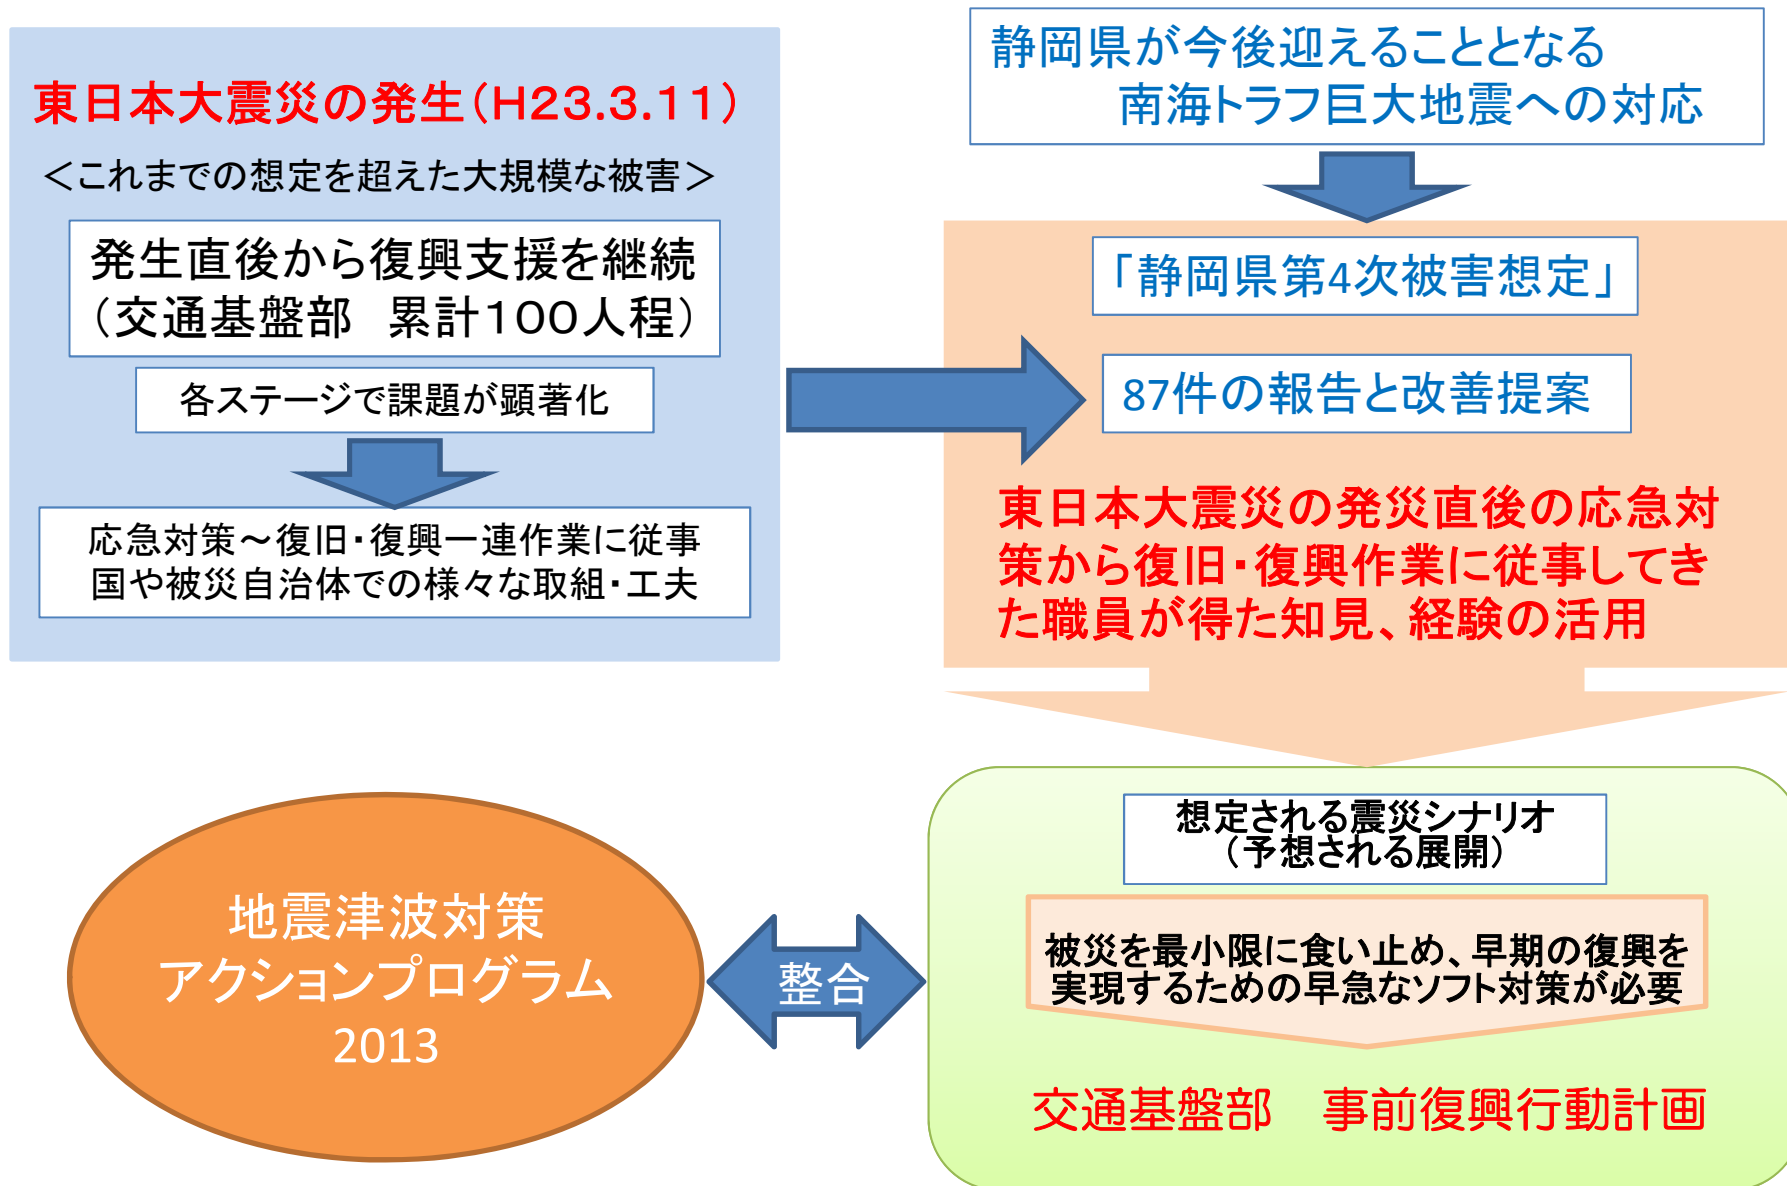 東日本大震災の発生(H23.3.11)
＜これまでの想定を超えた大規模な被害＞
発生直後から復興支援を継続
（交通基盤部　累計100人程）
各ステージで課題が顕著化
応急対策～復旧・復興一連作業に従事
国や被災自治体での様々な取組・工夫
静岡県が今後迎えることとなる
南海トラフ巨大地震への対応
「静岡県第4次被害想定」
87件の報告と改善提案
東日本大震災の発災直後の応急対
策から復旧・復興作業に従事してき
た職員が得た知見、経験の活用
地震津波対策
アクションプログラム
2013
整合
想定される震災シナリオ
（予想される展開）
被災を最小限に食い止め、早期の復興を
実現するための早急なソフト対策が必要
交通基盤部　事前復興行動計画